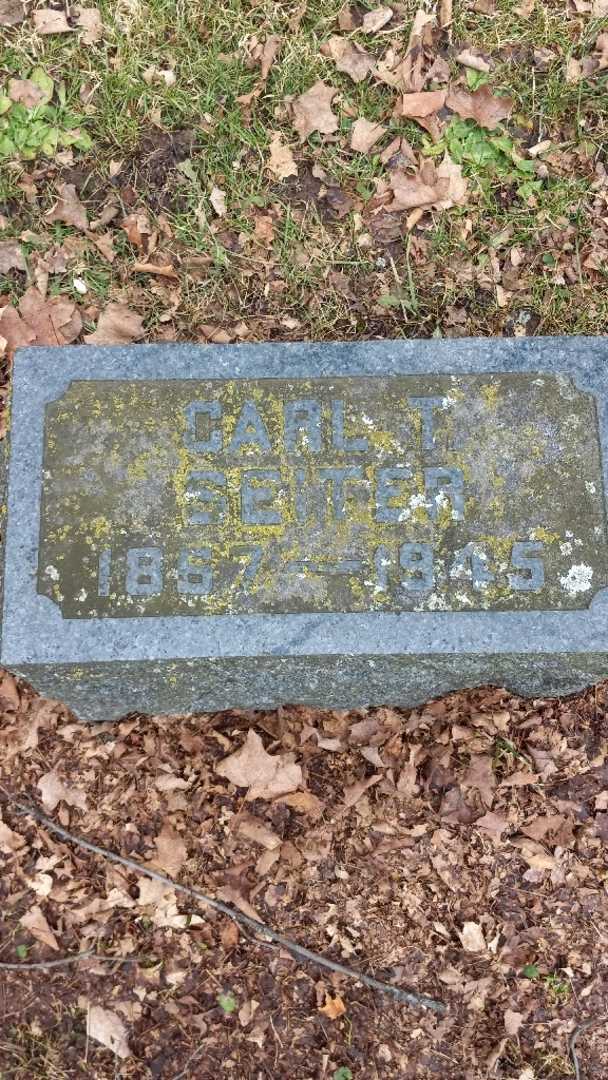 CARL T.
SEITER
1867 — 1945